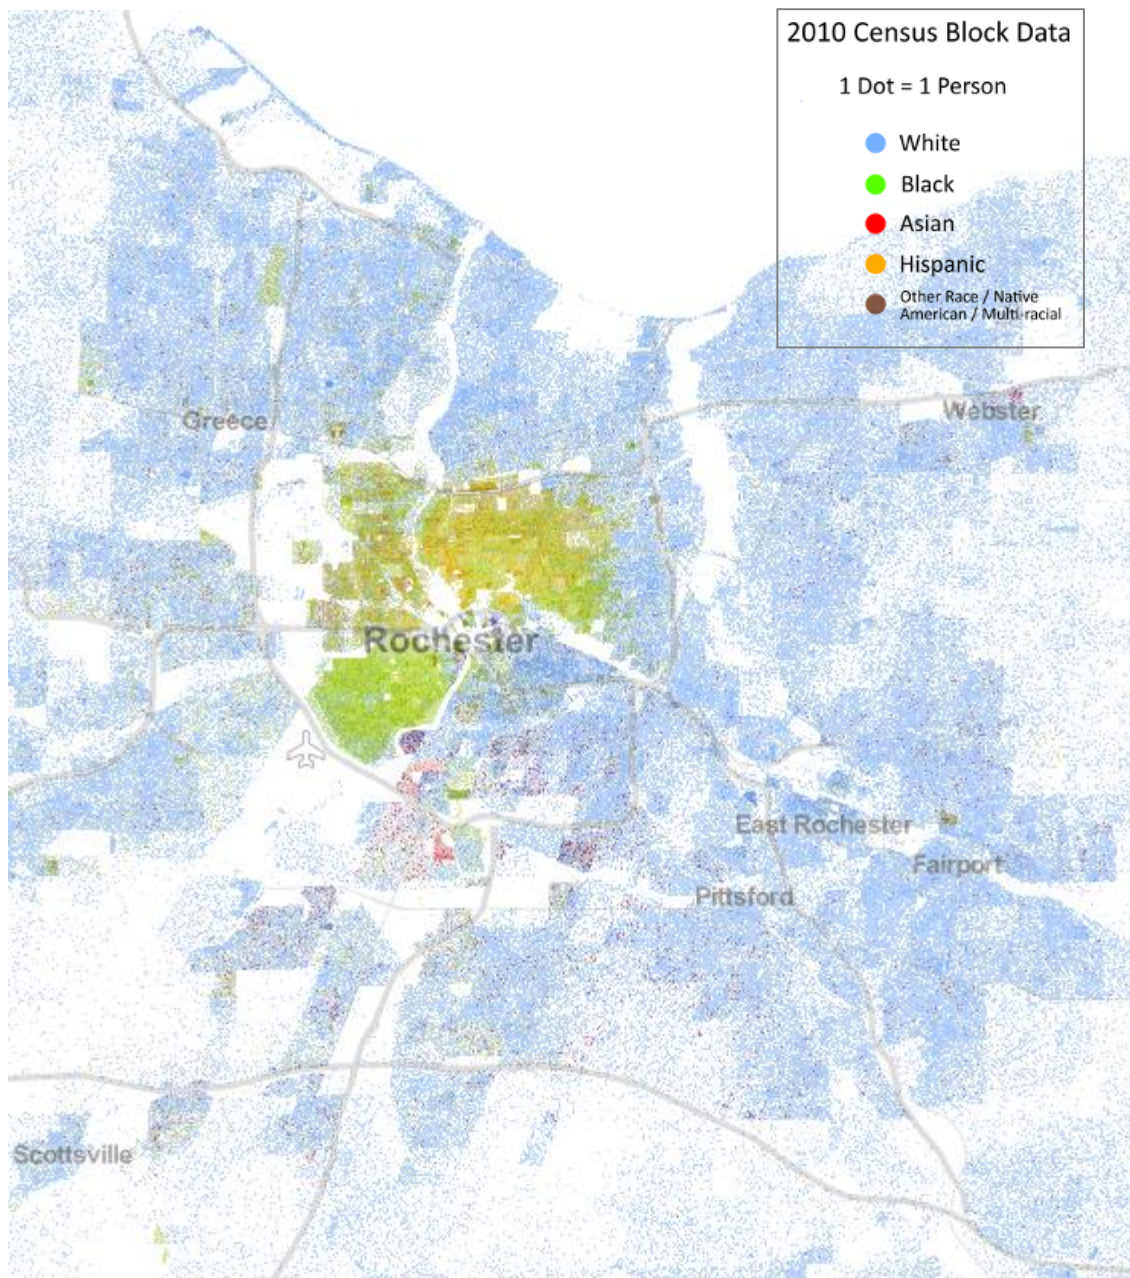 2010 Census Block Data
1 Dot = 1 Person
White
Black
Asian
Hispanic
Other Race / Native
American / Multi-racial
Greece
Webster
Rochester
East Rochester
Fairport
Pittsford
Scottsville